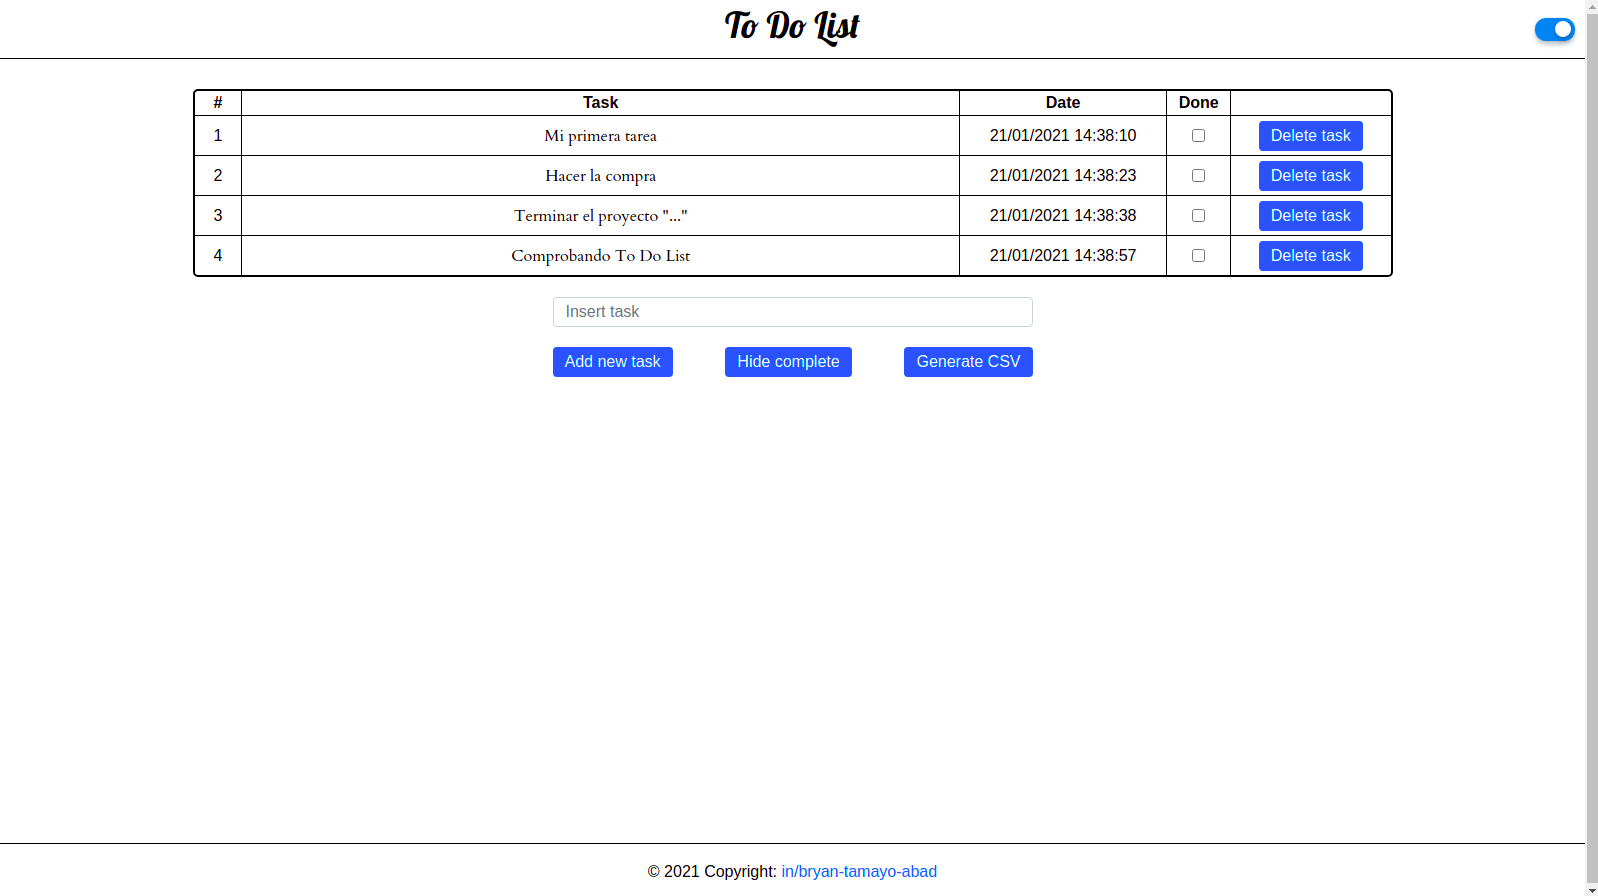 To Do List
# Task Date Done
1 Mi primera tarea 21/01/2021 14:38:10 Delete task
2 Hacer la compra 21/01/2021 14:38:23 Delete task
3 Terminar el proyecto "..." 21/01/2021 14:38:38 Delete task
4 Comprobando To Do List 21/01/2021 14:38:57 Delete task
Insert task
Add new task Hide complete Generate CSV
© 2021 Copyright: in/bryan-tamayo-abad